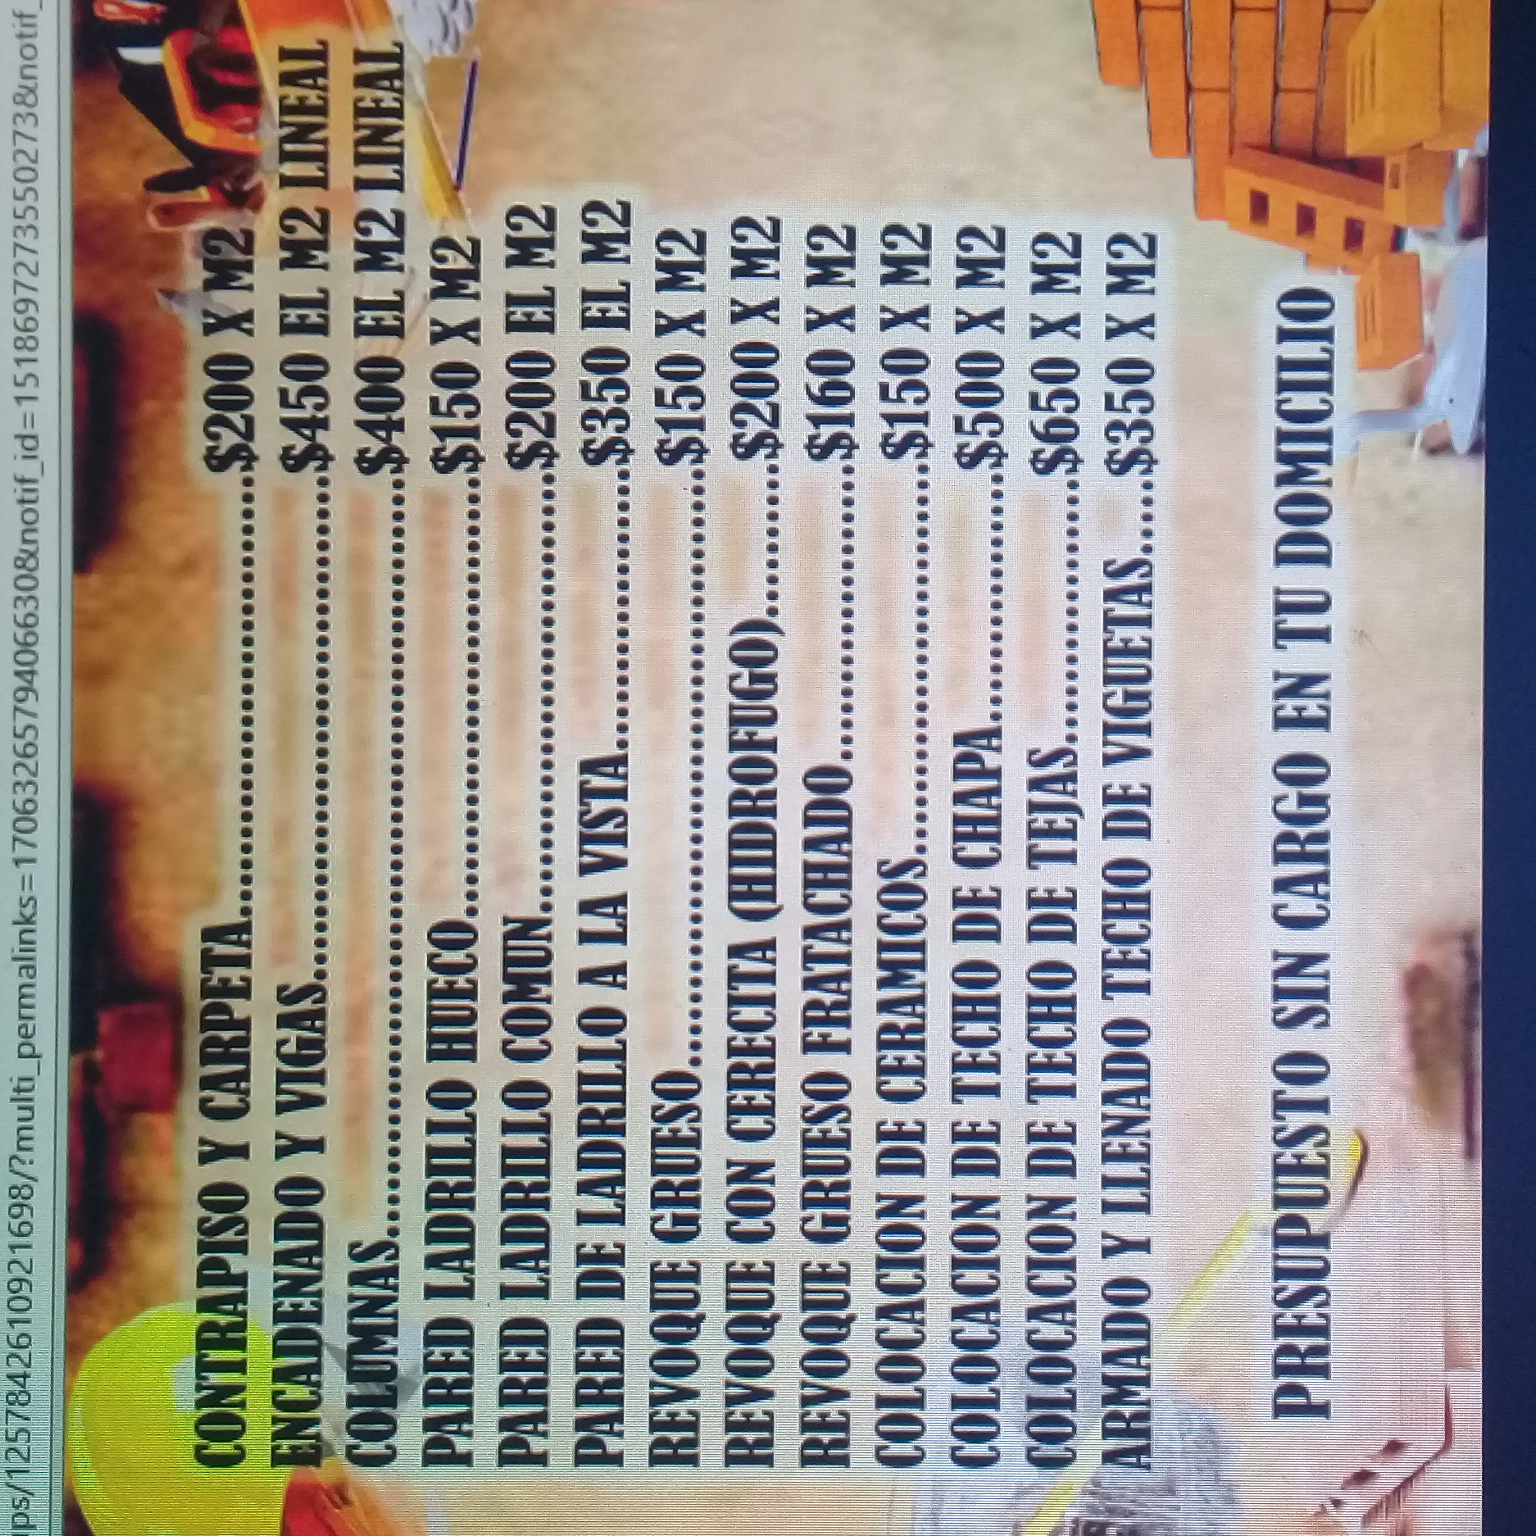 ps/1257842610921698/?multi_permalinks=1706326579406630&notif_id=1518697273550273&notif_
CONTRAPISO Y CARPETA............................$200 X M2
ENCADENADO Y VIGAS................................$450 EL M2 LINEAL
COLUMNAS................................................$400 EL M2 LINEAL
PARED LADRILLO HUECO............................$150 X M2
PARED LADRILLO COMUN............................$200 EL M2
PARED DE LADRILLO A LA VISTA..................$350 EL M2
REVOQUE GRUESO......................................$150 X M2
REVOQUE CON CERECITA (HIDROFUGO)..........$200 X M2
REVOQUE GRUESO FRATACHADO...................$160 X M2
COLOCACION DE CERAMICOS.........................$150 X M2
COLOCACION DE TECHO DE CHAPA................$500 X M2
COLOCACION DE TECHO DE TEJAS.................$650 X M2
ARMADO Y LLENADO TECHO DE VIGUETAS.....$350 X M2
PRESUPUESTO SIN CARGO EN TU DOMICILIO